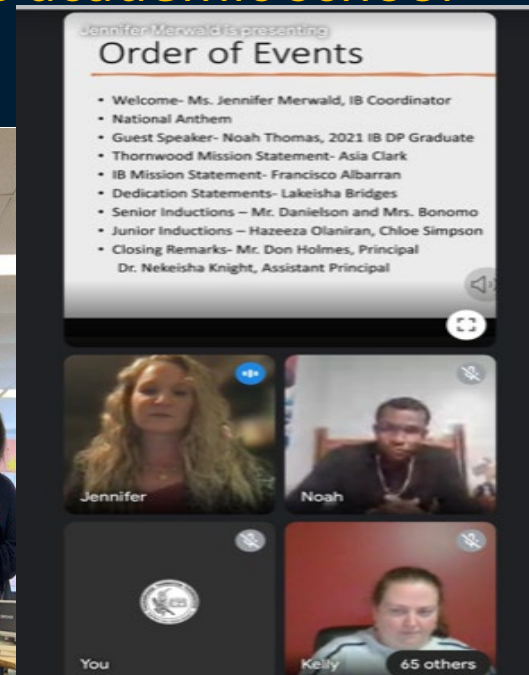 academic school
Jennifer Merwald is presenting
Order of Events
• Welcome- Ms. Jennifer Merwald, IB Coordinator
• National Anthem
• Guest Speaker- Noah Thomas, 2021 IB DP Graduate
• Thornwood Mission Statement- Asia Clark
• IB Mission Statement- Francisco Albarran
• Dedication Statements- Lakeisha Bridges
• Senior Inductions – Mr. Danielson and Mrs. Bonomo
• Junior Inductions – Hazeeza Olaniran, Chloe Simpson
• Closing Remarks- Mr. Don Holmes, Principal
Dr. Nekeisha Knight, Assistant Principal
Jennifer
Noah
You
Kelly
65 others